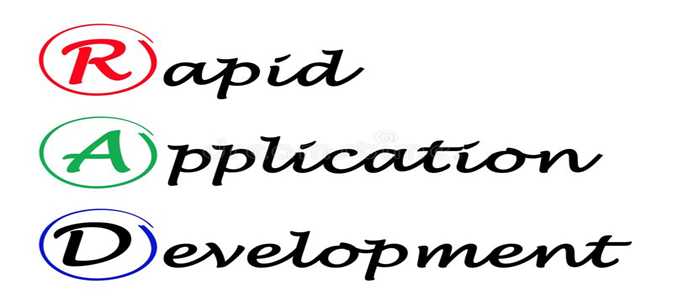 Rapid
Application
Development